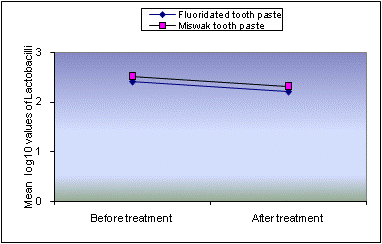 Fluoridated tooth paste
Miswak tooth paste
Mean log10 values of Lactobacilli
3
2
1
0
Before treatment
After treatment